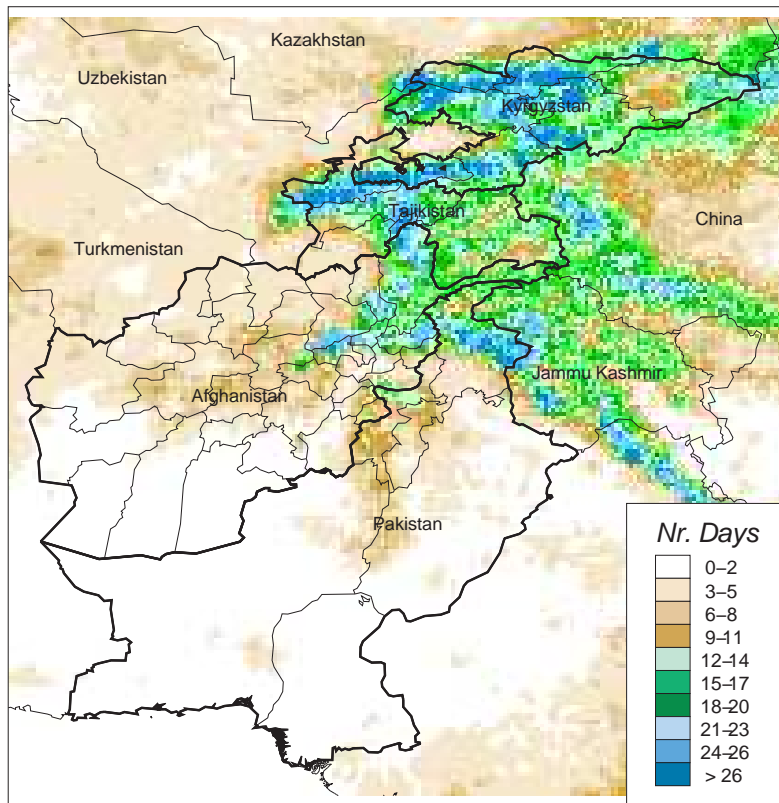 Kazakhstan
Uzbekistan
Kyrgyzstan
Tajikistan
China
Turkmenistan
Jammu Kashmir
Afghanistan
Pakistan
Nr. Days
0–2
3–5
6–8
9–11
12–14
15–17
18–20
21–23
24–26
> 26